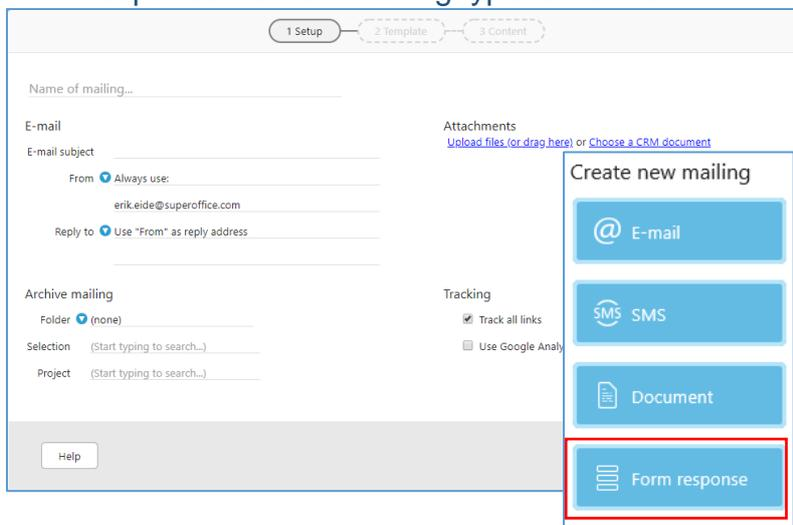 1 Setup
2 Template
3 Content
Name of mailing...
E-mail
E-mail subject
From Always use:
erik.eide@superoffice.com
Reply to Use "From" as reply address
Archive mailing
Folder (none)
Selection (Start typing to search...)
Project (Start typing to search...)
Help
Attachments
Upload files (or drag here) or Choose a CRM document
Tracking
Track all links
Use Google Analy
Create new mailing
@ E-mail
SMS SMS
Document
Form response